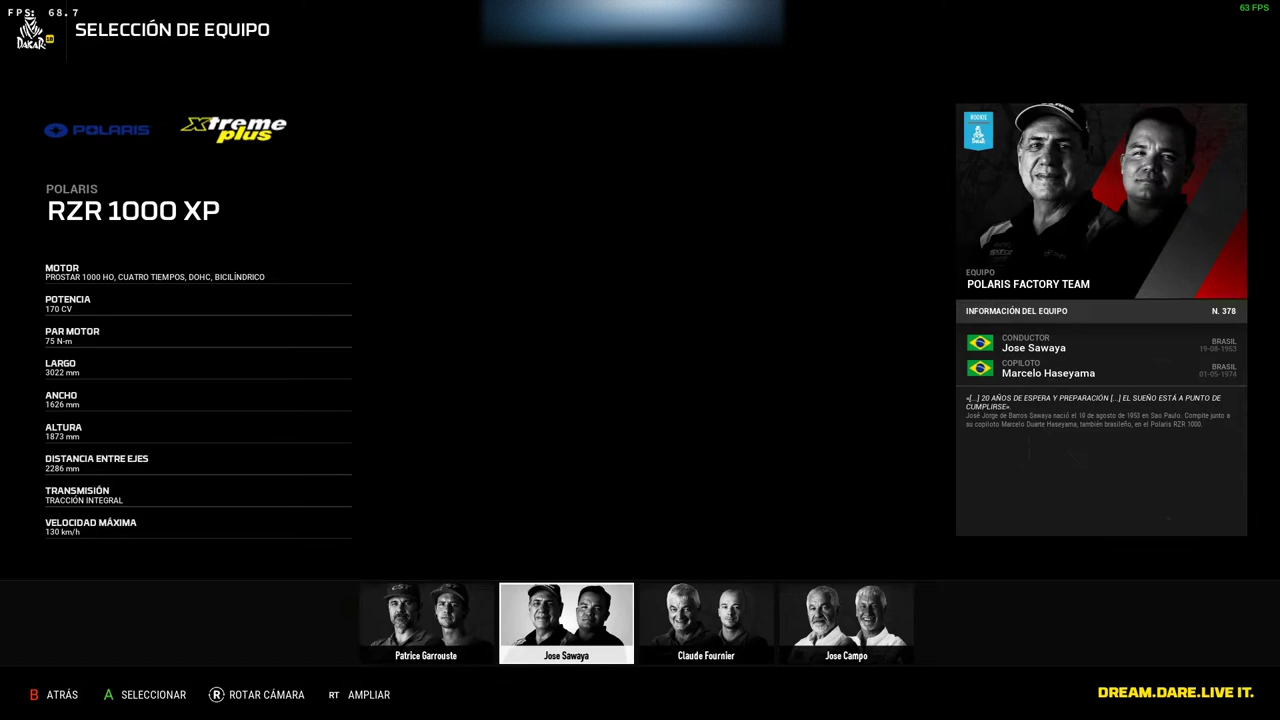 FPS: 68.7
63 FPS
DAKAR 18
SELECCIÓN DE EQUIPO
POLARIS
Xtreme plus
POLARIS
RZR 1000 XP
MOTOR
PROSTAR 1000 HO, CUATRO TIEMPOS, DOHC, BICILÍNDRICO
POTENCIA
170 CV
PAR MOTOR
75 N-m
LARGO
3022 mm
ANCHO
1626 mm
ALTURA
1873 mm
DISTANCIA ENTRE EJES
2286 mm
TRANSMISIÓN
TRACCIÓN INTEGRAL
VELOCIDAD MÁXIMA
130 km/h
ROOKIE
DAKAR
EQUIPO
POLARIS FACTORY TEAM
INFORMACIÓN DEL EQUIPO N. 378
CONDUCTOR BRASIL
Jose Sawaya 19-08-1953
COPILOTO BRASIL
Marcelo Haseyama 01-05-1974
«[...] 20 AÑOS DE ESPERA Y PREPARACIÓN [...] EL SUEÑO ESTÁ A PUNTO DE
CUMPLIRSE».
José Jorge de Barros Sawaya nació el 19 de agosto de 1953 en Sao Paulo. Compite junto a
su copiloto Marcelo Duarte Haseyama, también brasileño, en el Polaris RZR 1000.
Patrice Garrouste
Jose Sawaya
Claude Fournier
Jose Campo
B ATRÁS A SELECCIONAR R ROTAR CÁMARA RT AMPLIAR
DREAM.DARE.LIVE IT.